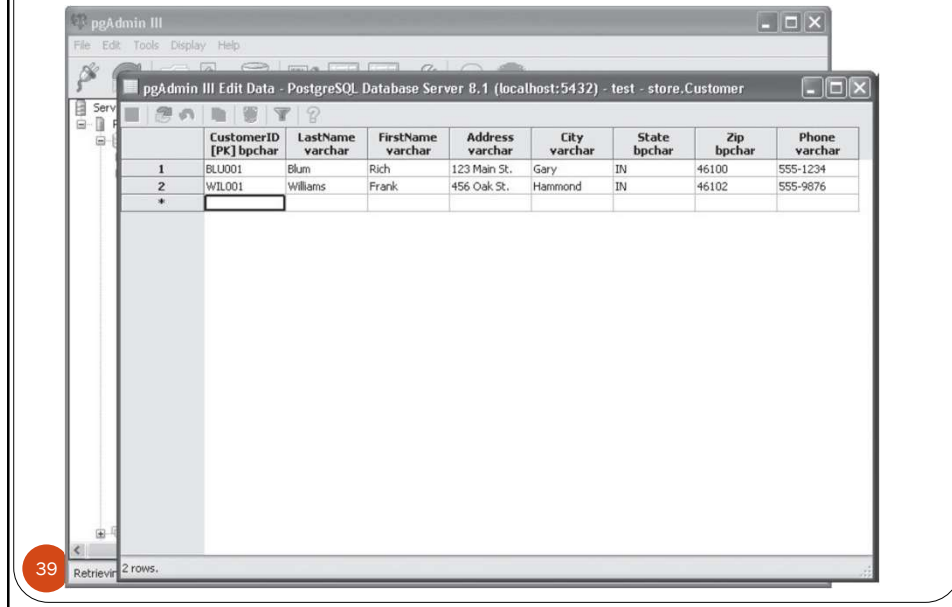 pgAdmin III
File Edit Tools Display Help
pgAdmin III Edit Data - PostgreSQL Database Server 8.1 (localhost:5432) - test - store.Customer
Serv
CustomerID LastName FirstName Address City State Zip Phone
[PK] bpchar varchar varchar varchar varchar bpchar bpchar varchar
1 BLU001 Blum Rich 123 Main St. Gary IN 46100 555-1234
2 WIL001 Williams Frank 456 Oak St. Hammond IN 46102 555-9876
*
2 rows.
Retrievin
39